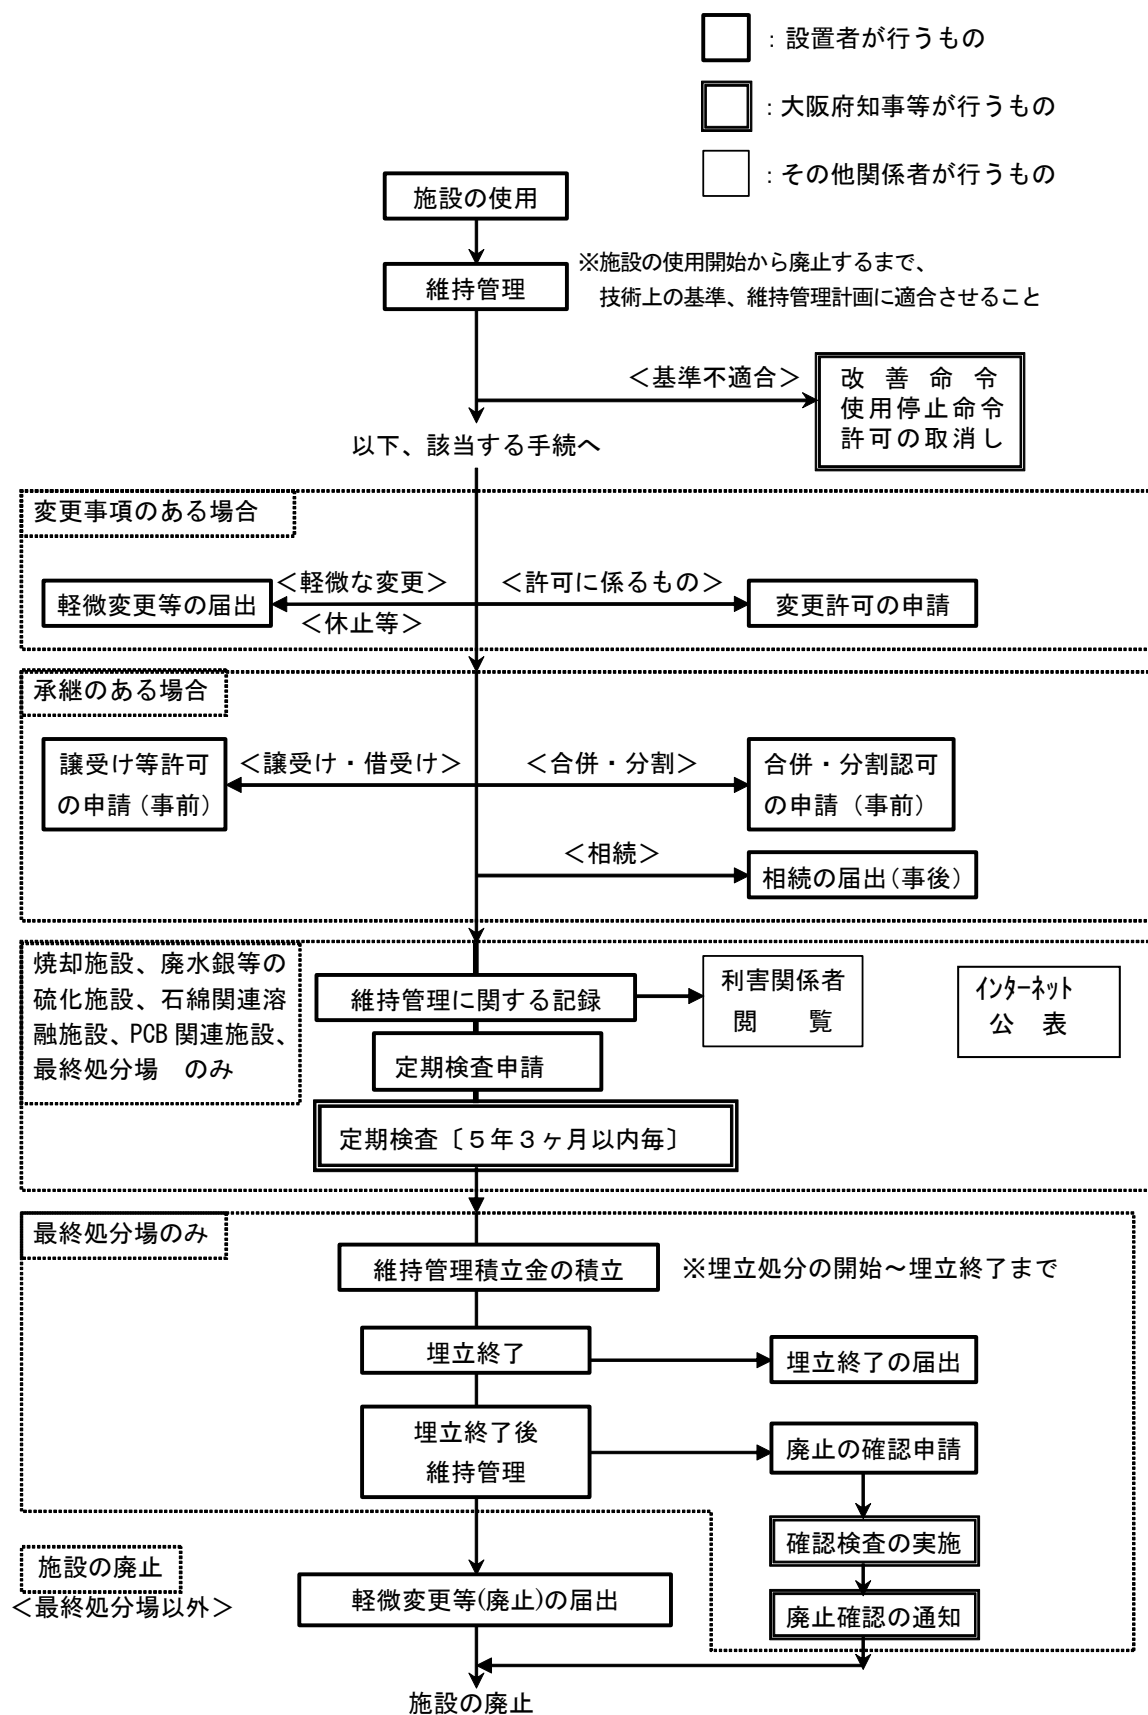 ：設置者が行うもの
：大阪府知事等が行うもの
：その他関係者が行うもの
施設の使用
維持管理
※施設の使用開始から廃止するまで、
技術上の基準、維持管理計画に適合させること
＜基準不適合＞
改善命令
使用停止命令
許可の取消し
以下、該当する手続へ
変更事項のある場合
＜軽微な変更＞
＜許可に係るもの＞
軽微変更等の届出
変更許可の申請
＜休止等＞
承継のある場合
譲受け等許可
の申請（事前）
＜譲受け・借受け＞
＜合併・分割＞
合併・分割認可
の申請（事前）
＜相続＞
相続の届出（事後）
焼却施設、廃水銀等の
硫化施設、石綿関連溶
融施設、PCB関連施設、
最終処分場　のみ
維持管理に関する記録
利害関係者
閲　覧
インターネット
公　表
定期検査申請
定期検査〔５年３ヶ月以内毎〕
最終処分場のみ
維持管理積立金の積立
※埋立処分の開始～埋立終了まで
埋立終了
埋立終了の届出
埋立終了後
維持管理
廃止の確認申請
確認検査の実施
施設の廃止
＜最終処分場以外＞
軽微変更等(廃止)の届出
廃止確認の通知
施設の廃止